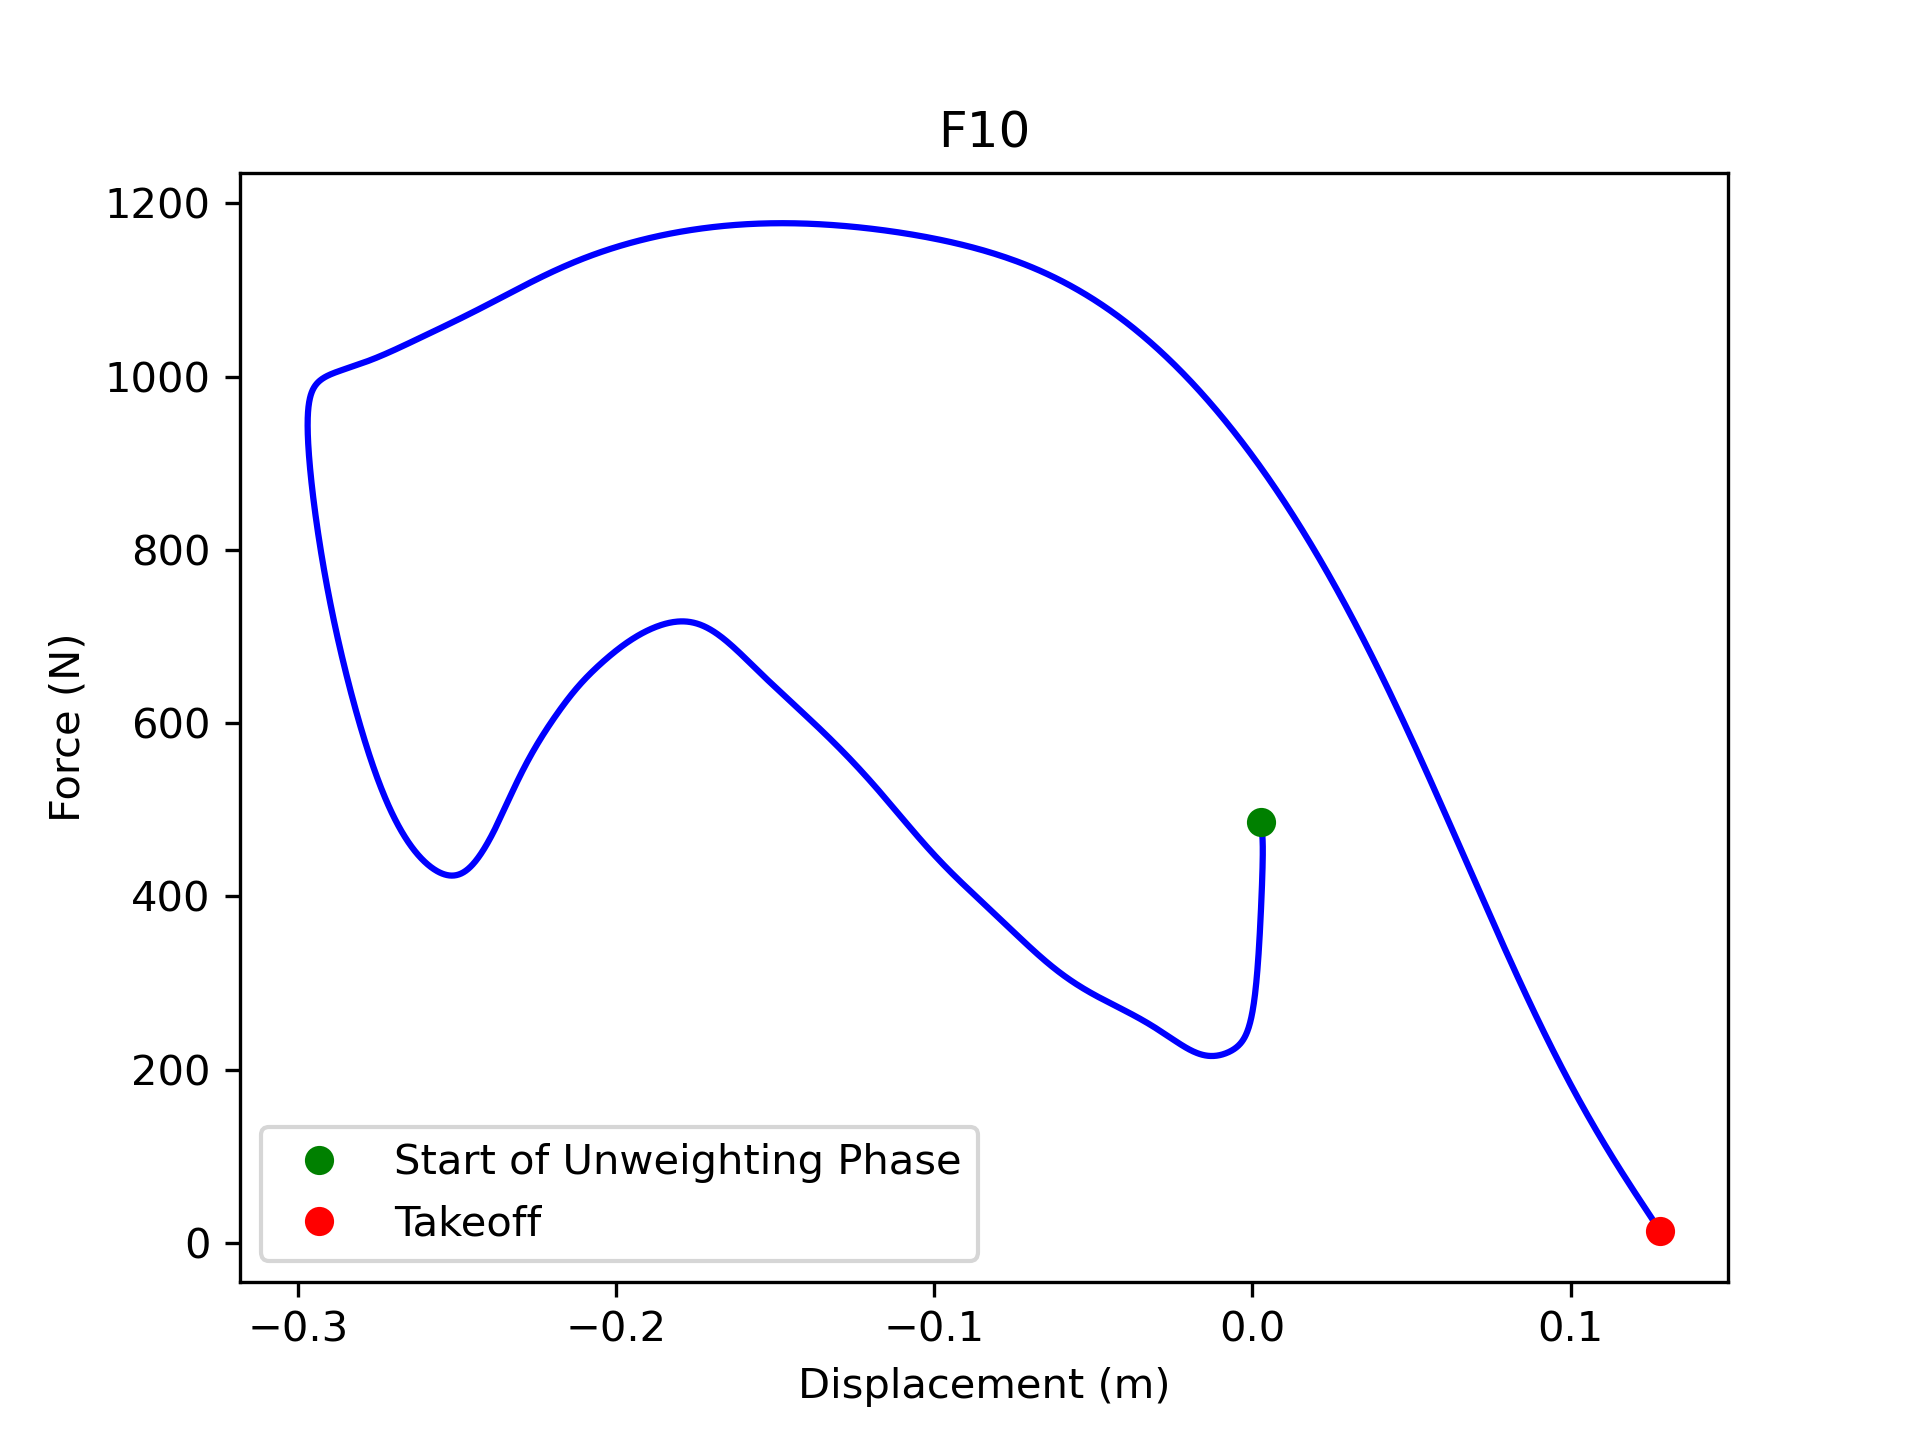 F10
1200
1000
800
600
400
200
0
Force (N)
Start of Unweighting Phase
Takeoff
−0.3 −0.2 −0.1 0.0 0.1
Displacement (m)